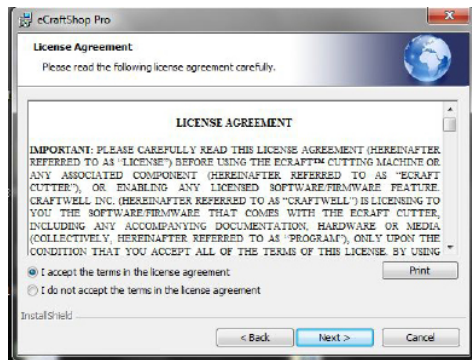 eCraftShop Pro
License Agreement
Please read the following license agreement carefully.
LICENSE AGREEMENT
IMPORTANT: PLEASE CAREFULLY READ THIS LICENSE AGREEMENT (HEREINAFTER
REFERRED TO AS "LICENSE") BEFORE USING THE ECRAFT™ CUTTING MACHINE OR
ANY ASSOCIATED COMPONENT (HEREINAFTER REFERRED TO AS "ECRAFT
CUTTER"), OR ENABLING ANY LICENSED SOFTWARE/FIRMWARE FEATURE.
CRAFTWELL INC. (HEREINAFTER REFERRED TO AS "CRAFTWELL") IS LICENSING TO
YOU THE SOFTWARE/FIRMWARE THAT COMES WITH THE ECRAFT CUTTER,
INCLUDING ANY ACCOMPANYING DOCUMENTATION, HARDWARE OR MEDIA
(COLLECTIVELY, HEREINAFTER REFERRED TO AS "PROGRAM"), ONLY UPON THE
CONDITION THAT YOU ACCEPT ALL OF THE TERMS OF THIS LICENSE. BY USING
I accept the terms in the license agreement
Print
I do not accept the terms in the license agreement
InstallShield
< Back Next > Cancel